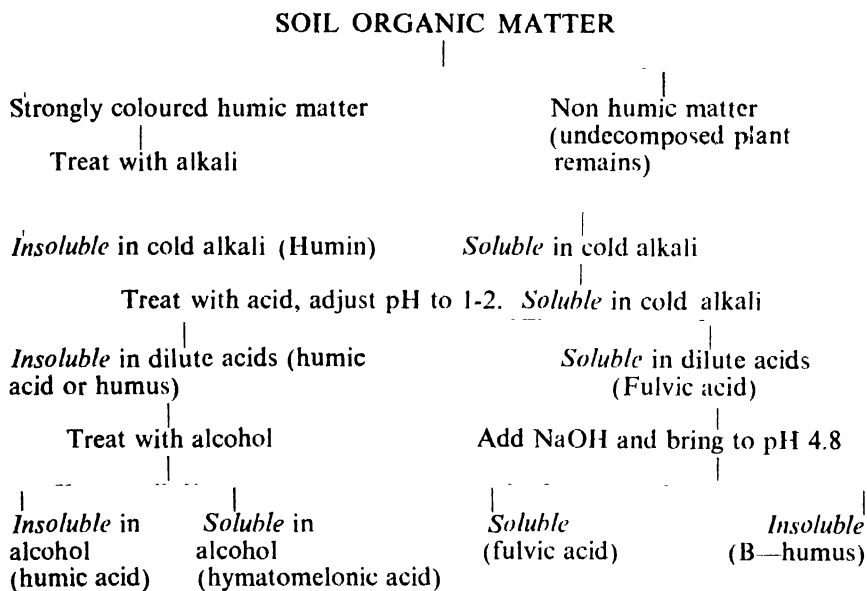 SOIL ORGANIC MATTER
Strongly coloured humic matter
Non humic matter
(undecomposed plant
remains)
Treat with alkali
Insoluble in cold alkali (Humin)
Soluble in cold alkali
Treat with acid, adjust pH to 1-2. Soluble in cold alkali
Insoluble in dilute acids (humic
acid or humus)
Soluble in dilute acids
(Fulvic acid)
Treat with alcohol
Add NaOH and bring to pH 4.8
Insoluble in
alcohol
(humic acid)
Soluble in
alcohol
(hymatomelonic acid)
Soluble
(fulvic acid)
Insoluble
(B—humus)